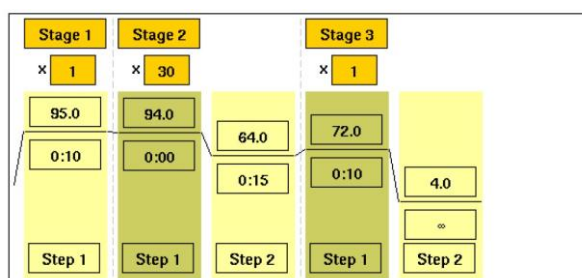 Stage 1 Stage 2 Stage 3
x 1 x 30 x 1
95.0 94.0 64.0 72.0 4.0
0:10 0:00 0:15 0:10 ∞
Step 1 Step 1 Step 2 Step 1 Step 2